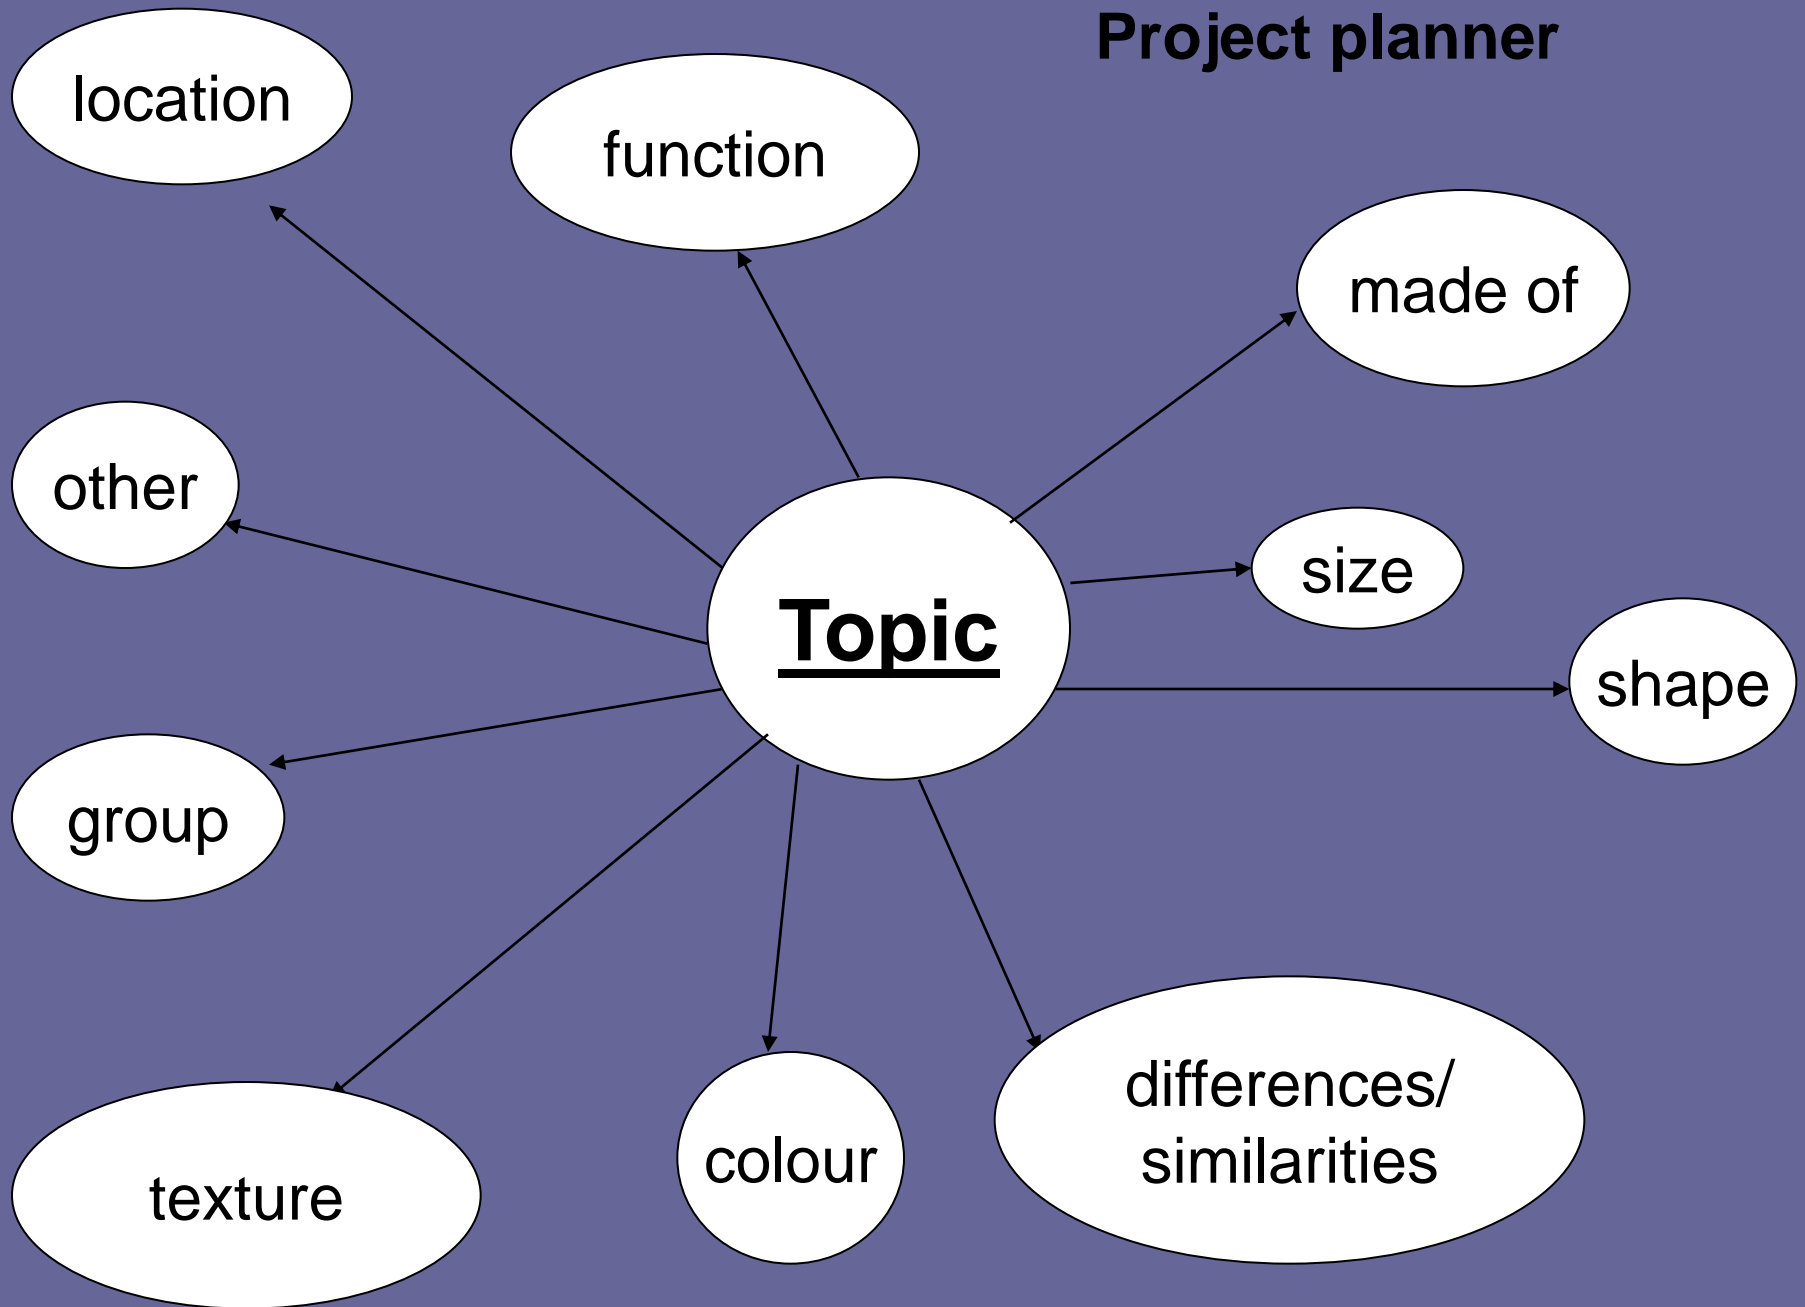 Project planner
location
function
made of
other
size
Topic
shape
group
differences/
similarities
colour
texture